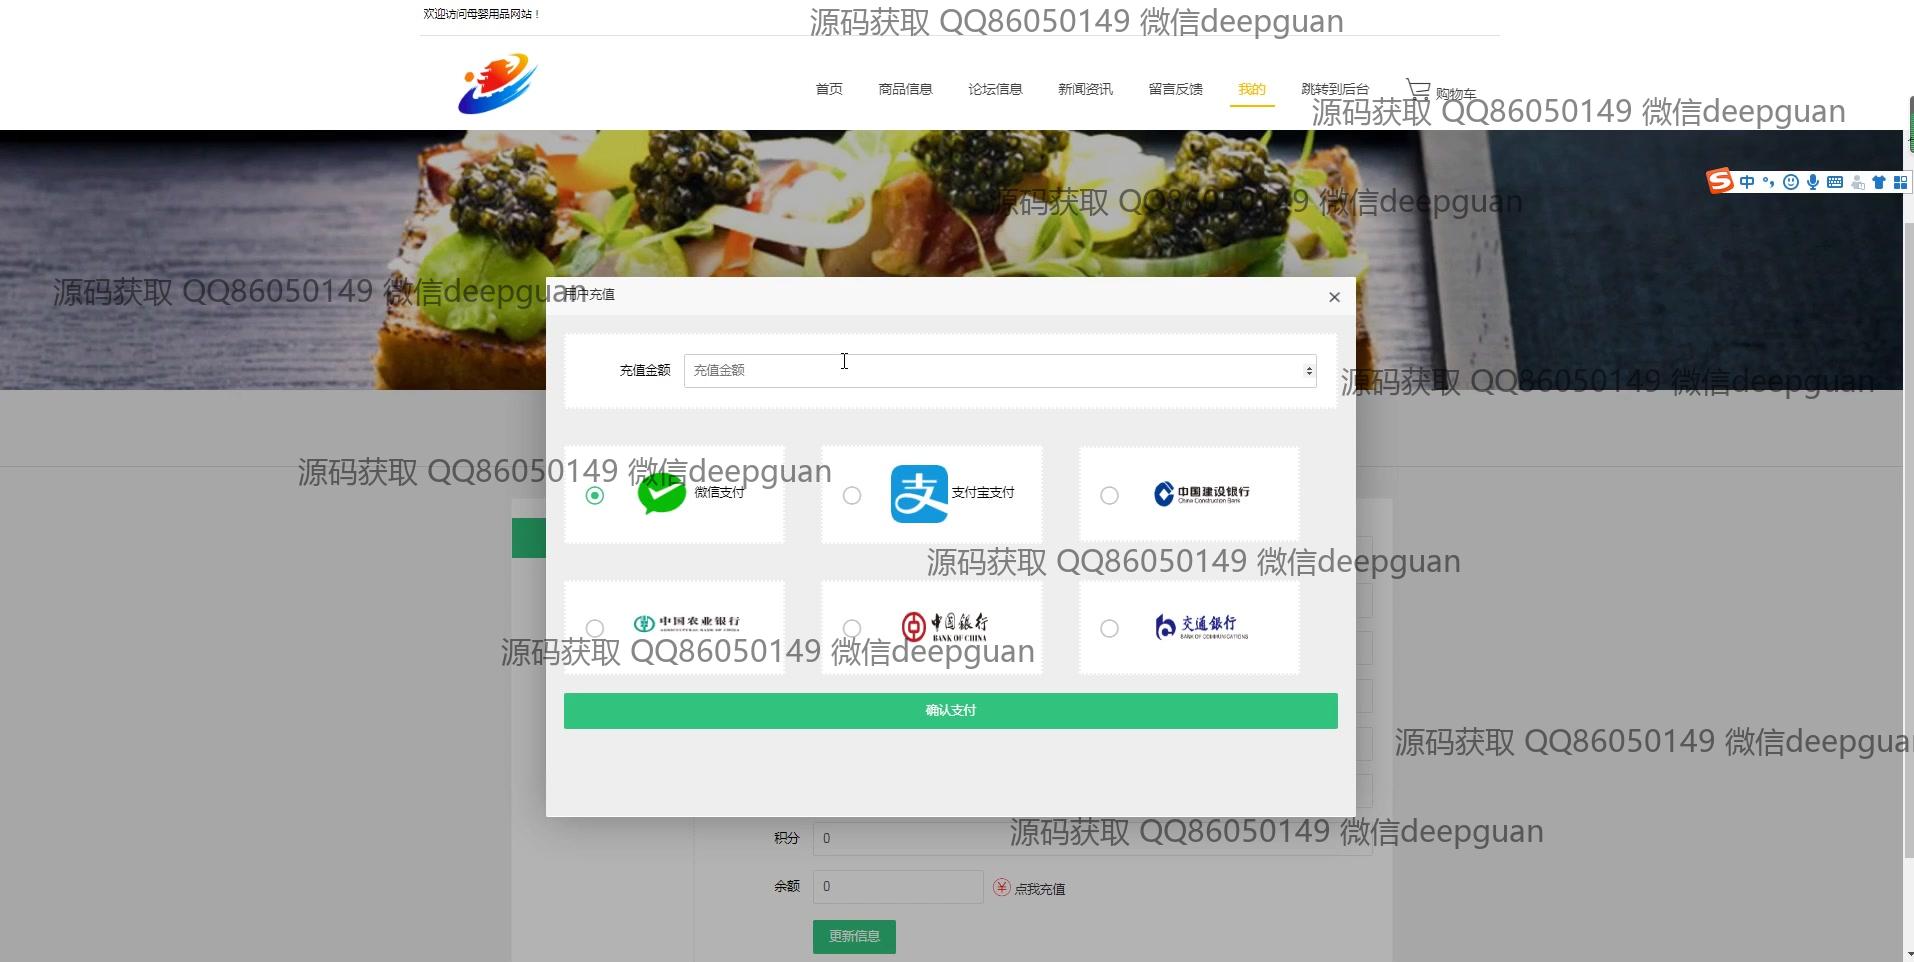 欢迎访问母婴用品网站！
源码获取 QQ86050149 微信deepguan
首页 商品信息 论坛信息 新闻资讯 留言反馈 我的 跳转到后台 购物车
源码获取 QQ86050149 微信deepguan
中
源码获取 QQ86050149 微信deepguan
源码获取 QQ86050149 微信deepguan
用户充值
充值金额 充值金额
源码获取 QQ86050149 微信deepguan
源码获取 QQ86050149 微信deepguan
微信支付 支 支付宝支付 中国建设银行
China Construction Bank
源码获取 QQ86050149 微信deepguan
中国农业银行 中国银行 交通银行
AGRICULTURAL BANK OF CHINA BANK OF CHINA BANK OF COMMUNICATIONS
源码获取 QQ86050149 微信deepguan
确认支付
源码获取 QQ86050149 微信deepgua
源码获取 QQ86050149 微信deepguan
积分 0
余额 0 ¥ 点我充值
更新信息